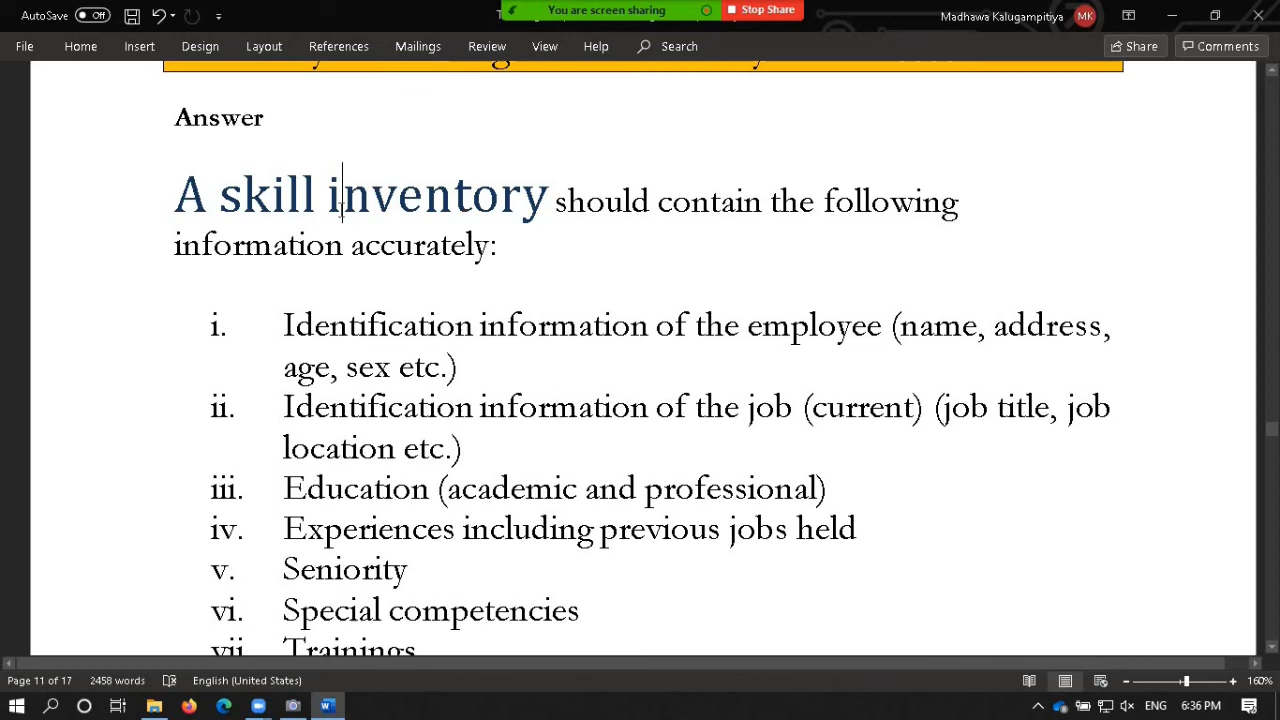 AutoSave Off
You are screen sharing Stop Share
Madhawa Kalugampitiya MK
File Home Insert Design Layout References Mailings Review View Help Search Share Comments
Answer
A skill inventory should contain the following
information accurately:
i. Identification information of the employee (name, address,
age, sex etc.)
ii. Identification information of the job (current) (job title, job
location etc.)
iii. Education (academic and professional)
iv. Experiences including previous jobs held
v. Seniority
vi. Special competencies
vii Trainings
Page 11 of 17 2458 words English (United States) 160%
ENG 6:36 PM